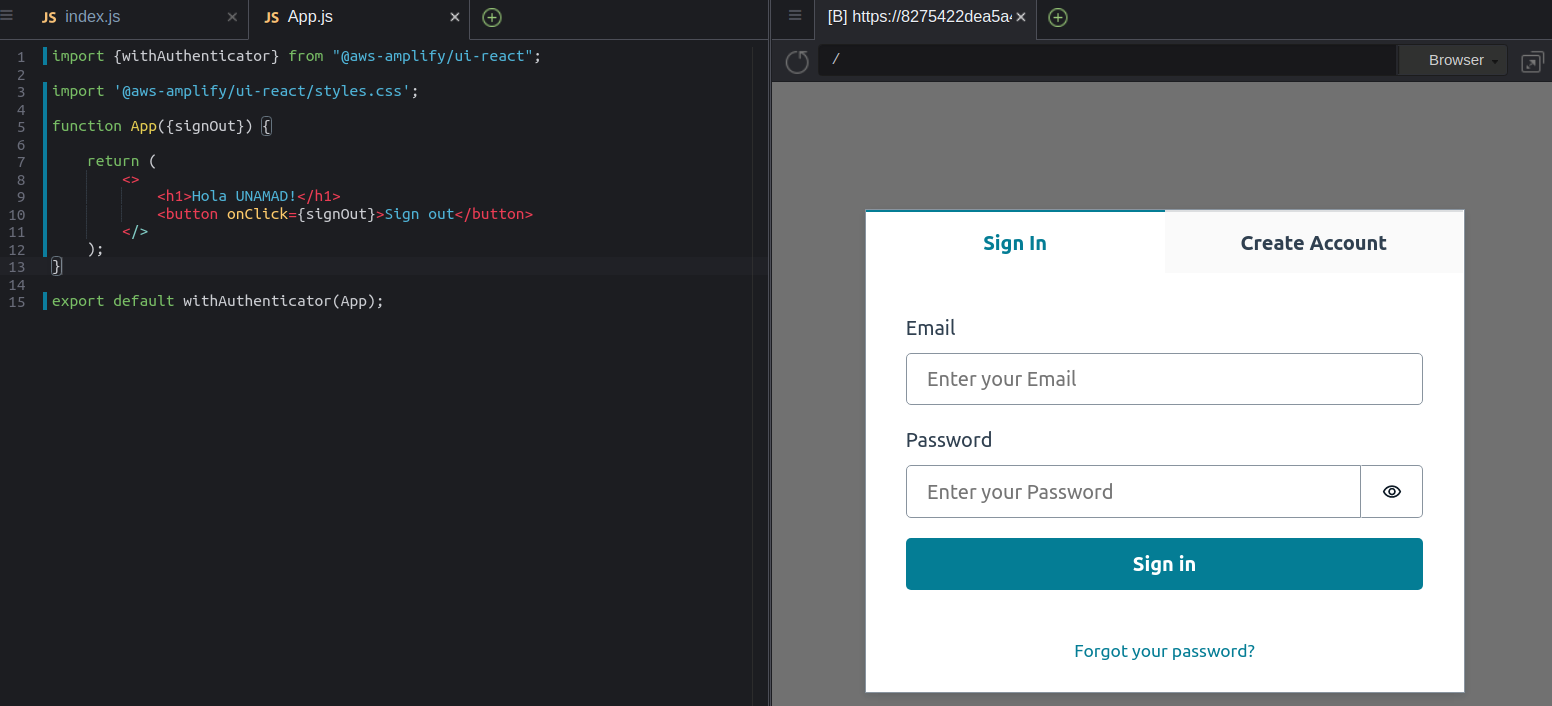 JS index.js ×
JS App.js ×
1 import {withAuthenticator} from "@aws-amplify/ui-react";
2
3 import '@aws-amplify/ui-react/styles.css';
4
5 function App({signOut}) {
6
7 return (
8 <>
9 <h1>Hola UNAMAD!</h1>
10 <button onClick={signOut}>Sign out</button>
11 </>
12 );
13 }
14
15 export default withAuthenticator(App);
[B] https://8275422dea5a4 ×
/
Browser
Sign In
Create Account
Email
Enter your Email
Password
Enter your Password
Sign in
Forgot your password?